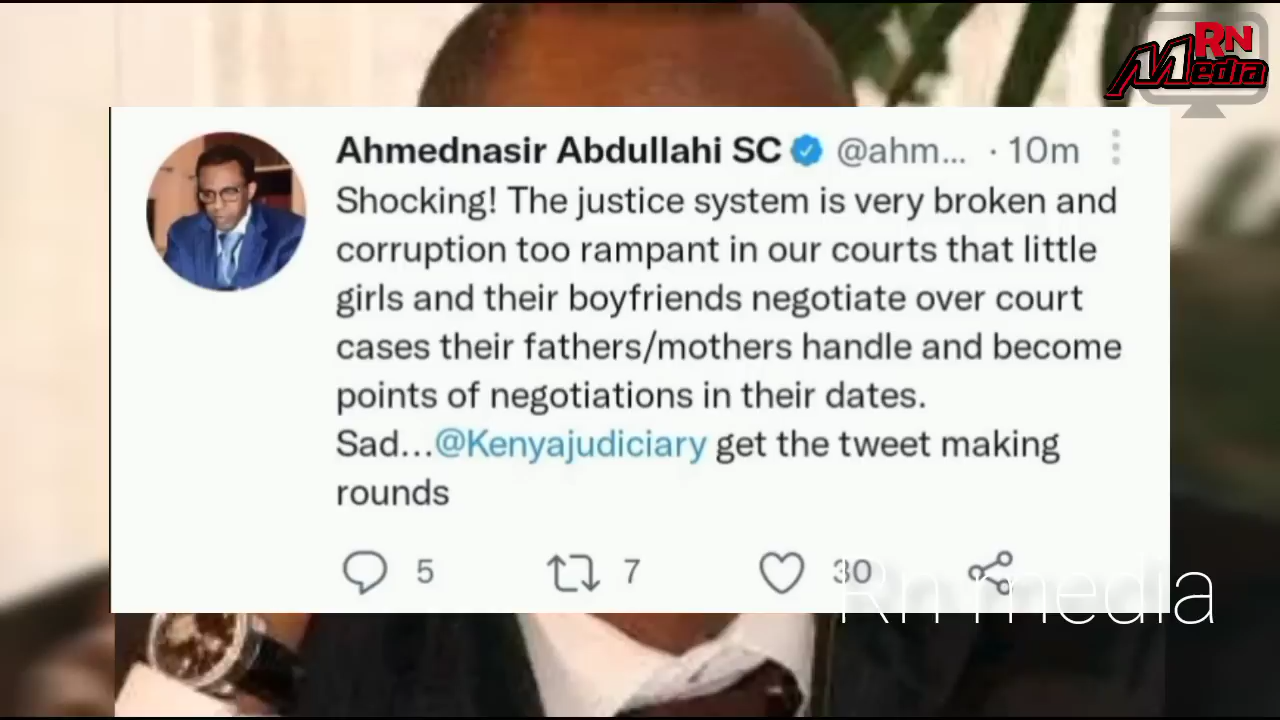 RN
Media
Ahmednasir Abdullahi SC @ahm... · 10m
Shocking! The justice system is very broken and
corruption too rampant in our courts that little
girls and their boyfriends negotiate over court
cases their fathers/mothers handle and become
points of negotiations in their dates.
Sad...@Kenyajudiciary get the tweet making
rounds
5 7 30
Rn media